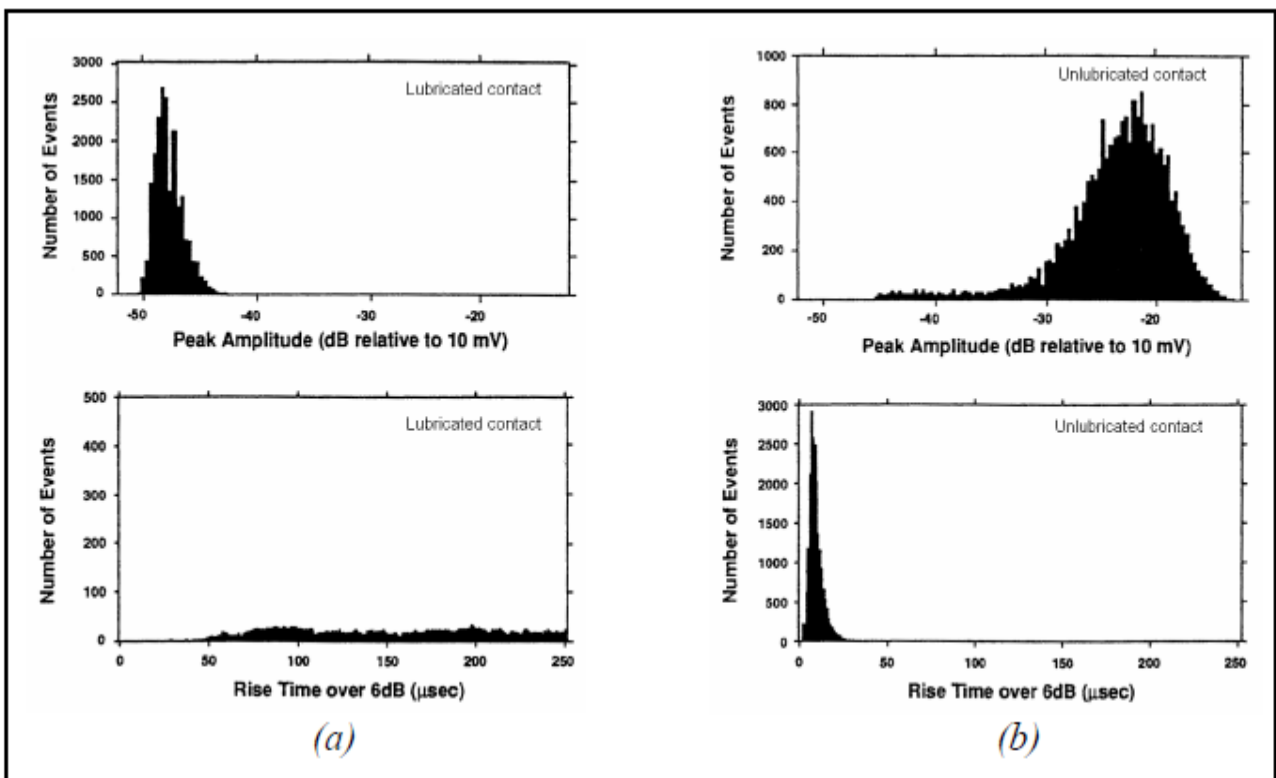 3000
2500
2000
1500
1000
500
0
Number of Events
Lubricated contact
-50 -40 -30 -20
Peak Amplitude (dB relative to 10 mV)
500
400
300
200
100
0
Number of Events
Lubricated contact
0 50 100 150 200 250
Rise Time over 6dB (μsec)
(a)
1000
800
600
400
200
0
Number of Events
Unlubricated contact
-50 -40 -30 -20
Peak Amplitude (dB relative to 10 mV)
3000
2500
2000
1500
1000
500
0
Number of Events
Unlubricated contact
0 50 100 150 200 250
Rise Time over 6dB (μsec)
(b)